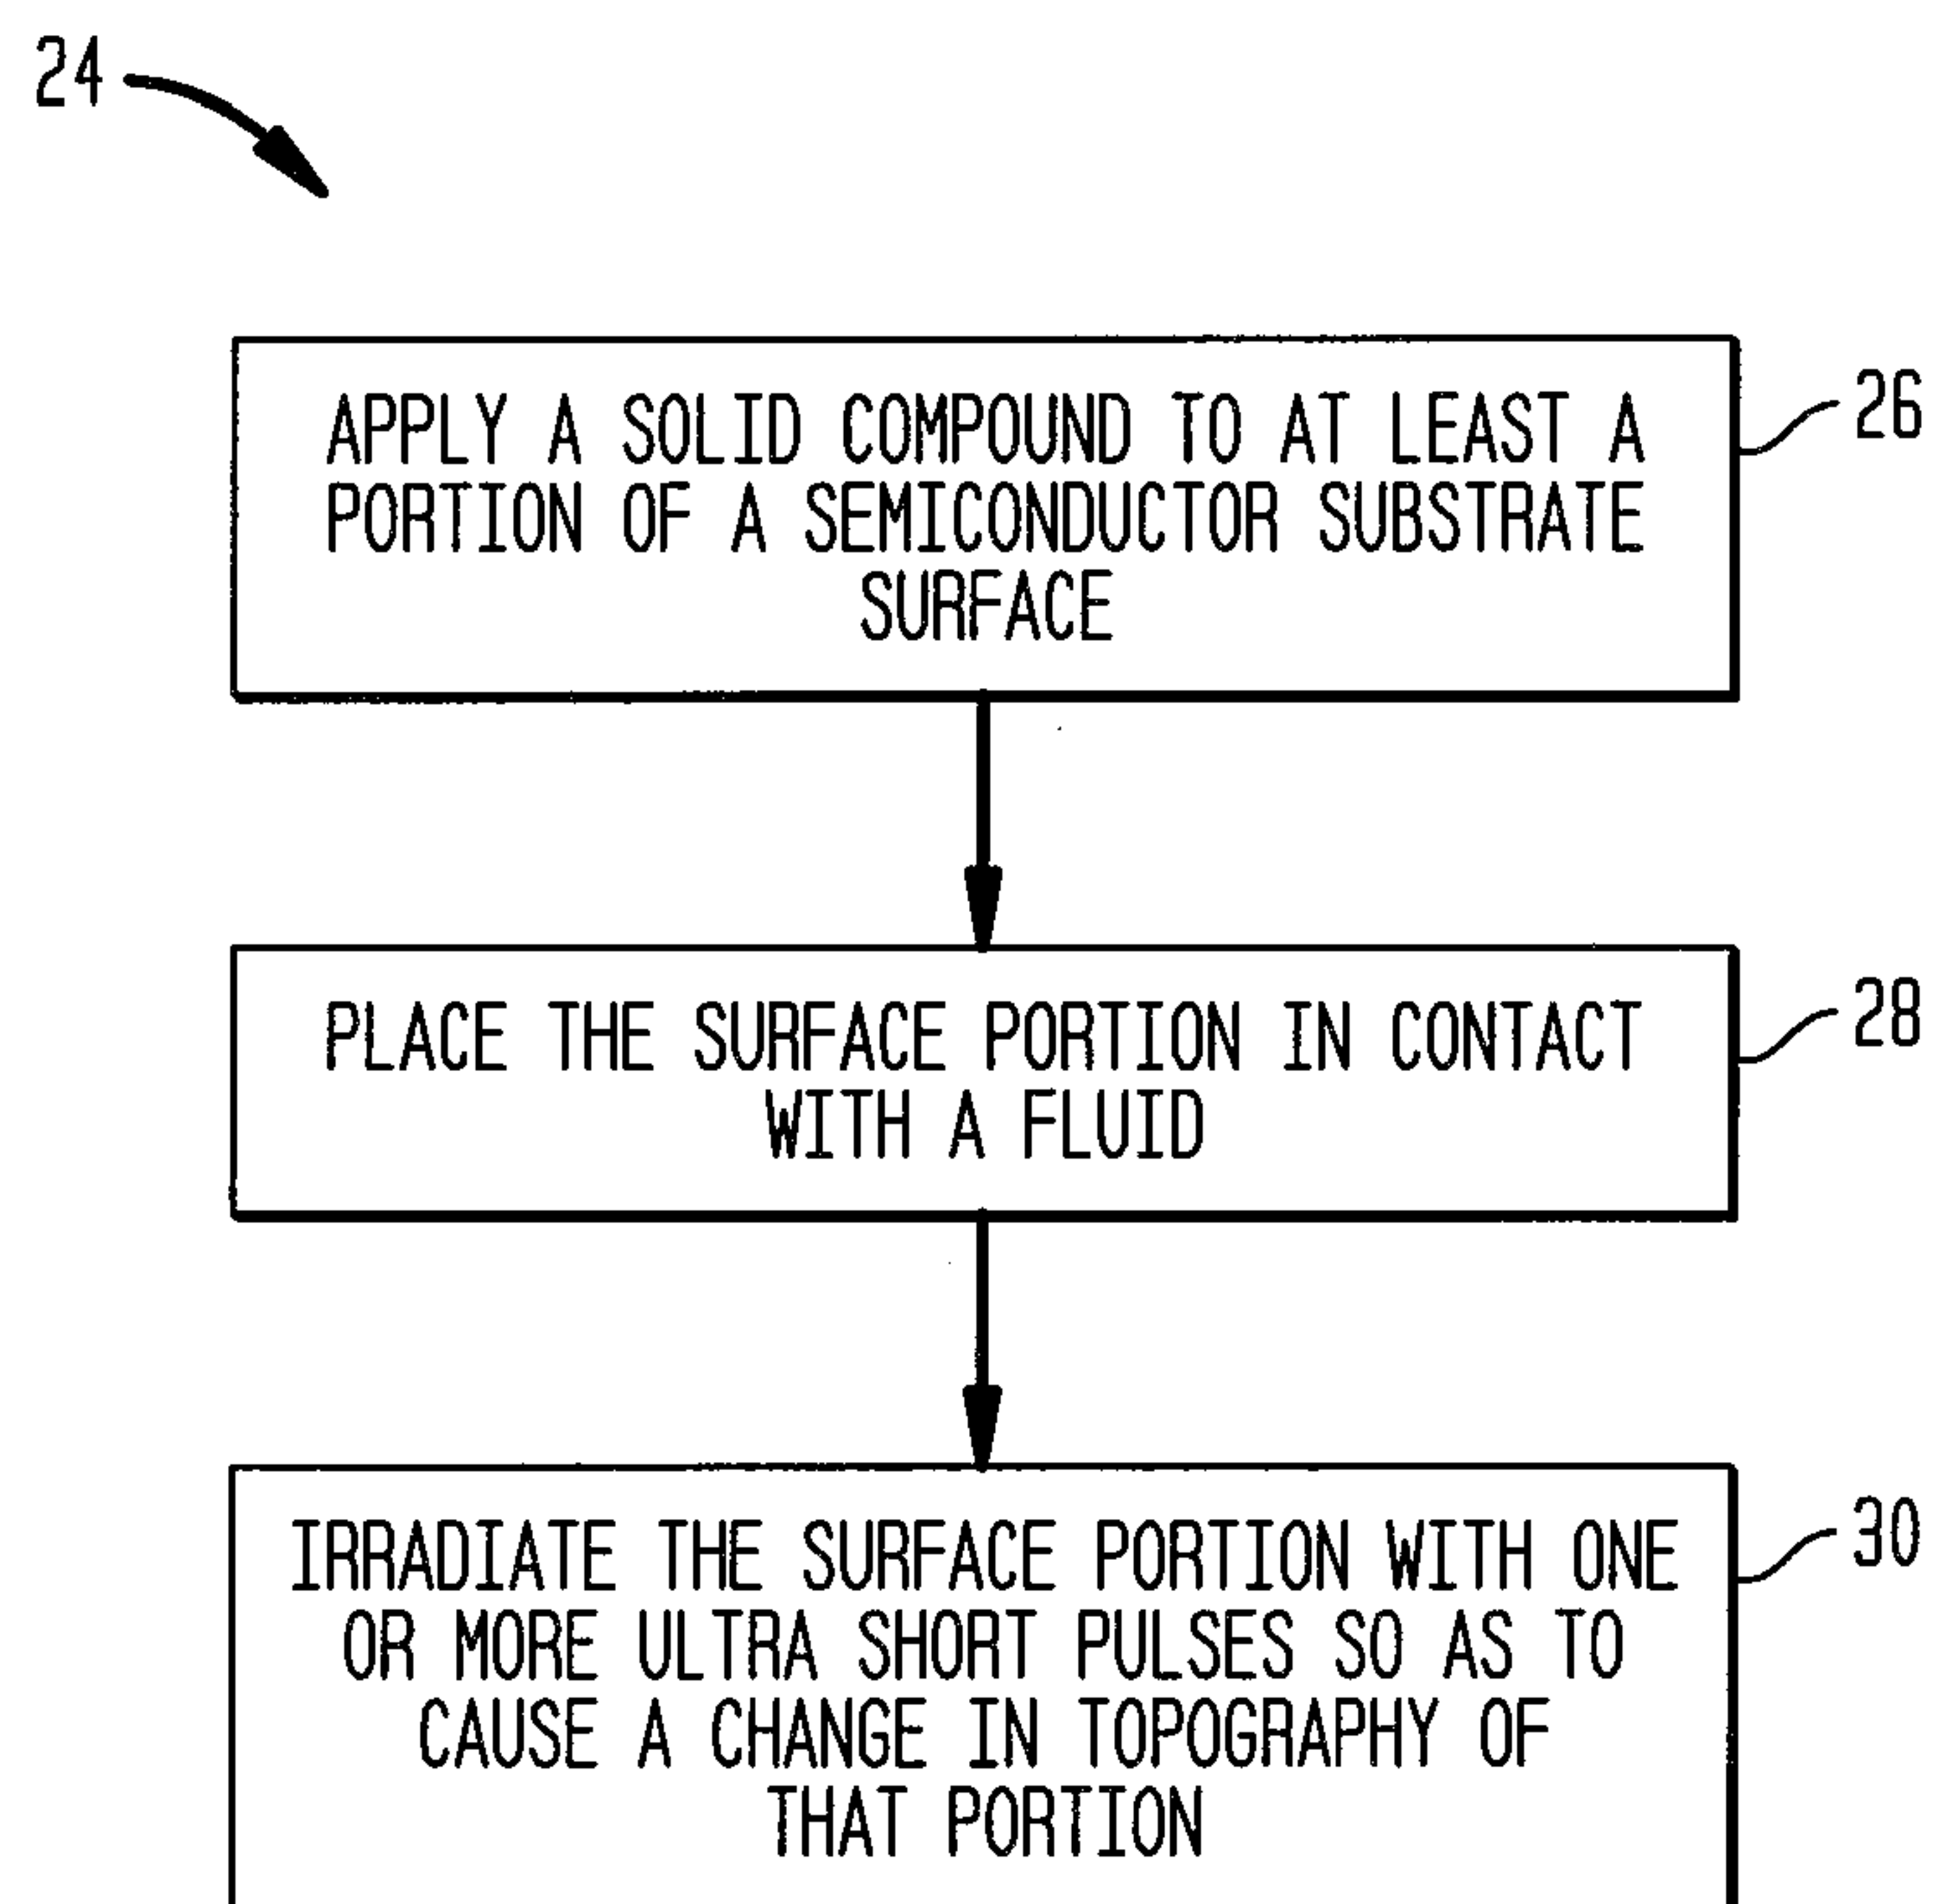 24
APPLY A SOLID COMPOUND TO AT LEAST A
PORTION OF A SEMICONDUCTOR SUBSTRATE
SURFACE
26
PLACE THE SURFACE PORTION IN CONTACT
WITH A FLUID
28
IRRADIATE THE SURFACE PORTION WITH ONE
OR MORE ULTRA SHORT PULSES SO AS TO
CAUSE A CHANGE IN TOPOGRAPHY OF
THAT PORTION
30